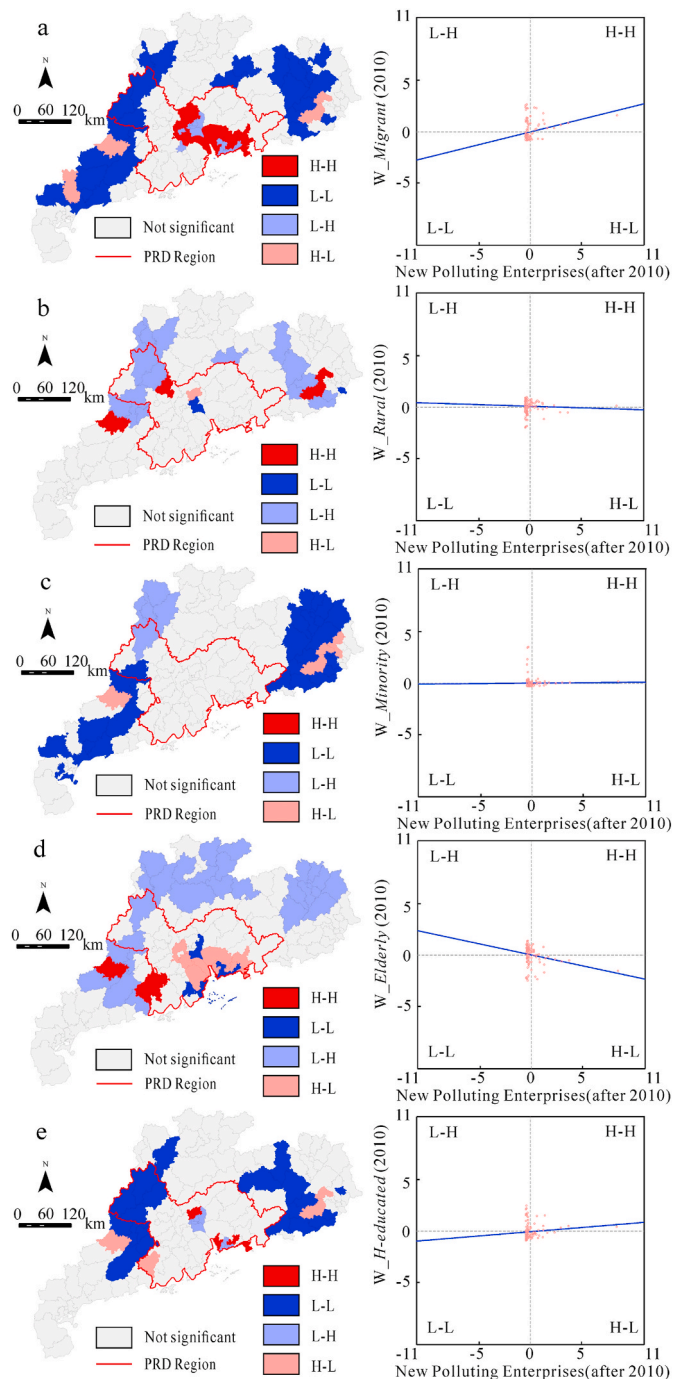 a
N
0 60 120
km
H-H
L-L
L-H
H-L
Not significant
PRD Region
11
L-H
H-H
5
0
-5
L-L
H-L
W_Migrant (2010)
-11 -5 0 5 11
New Polluting Enterprises(after 2010)
b
N
0 60 120
km
H-H
L-L
L-H
H-L
Not significant
PRD Region
11
L-H
H-H
5
0
-5
L-L
H-L
W_Rural (2010)
-11 -5 0 5 11
New Polluting Enterprises(after 2010)
c
N
0 60 120
km
H-H
L-L
L-H
H-L
Not significant
PRD Region
11
L-H
H-H
5
0
-5
L-L
H-L
W_Minority (2010)
-11 -5 0 5 11
New Polluting Enterprises(after 2010)
d
N
0 60 120
km
H-H
L-L
L-H
H-L
Not significant
PRD Region
11
L-H
H-H
5
0
-5
L-L
H-L
W_Elderly (2010)
-11 -5 0 5 11
New Polluting Enterprises(after 2010)
e
N
0 60 120
km
H-H
L-L
L-H
H-L
Not significant
PRD Region
11
L-H
H-H
5
0
-5
L-L
H-L
W_H-educated (2010)
-11 -5 0 5 11
New Polluting Enterprises(after 2010)